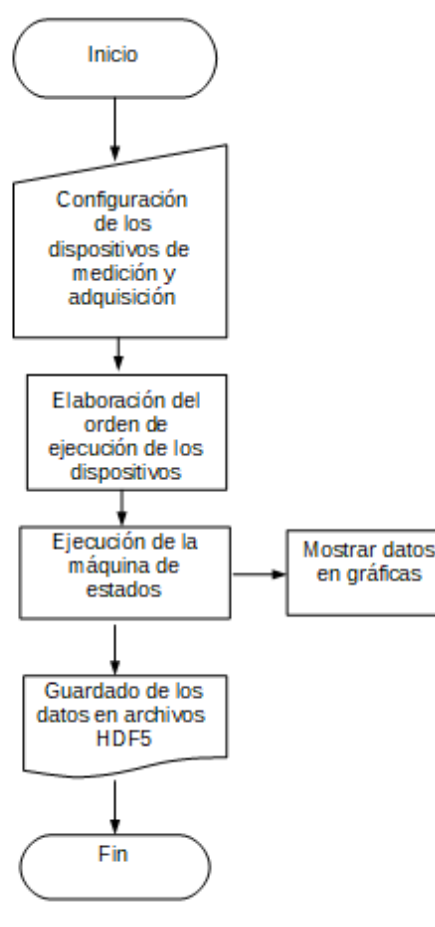 Inicio
Configuración
de los
dispositivos de
medición y
adquisición
Elaboración del
orden de
ejecución de los
dispositivos
Ejecución de la
máquina de
estados
Mostrar datos
en gráficas
Guardado de los
datos en archivos
HDF5
Fin